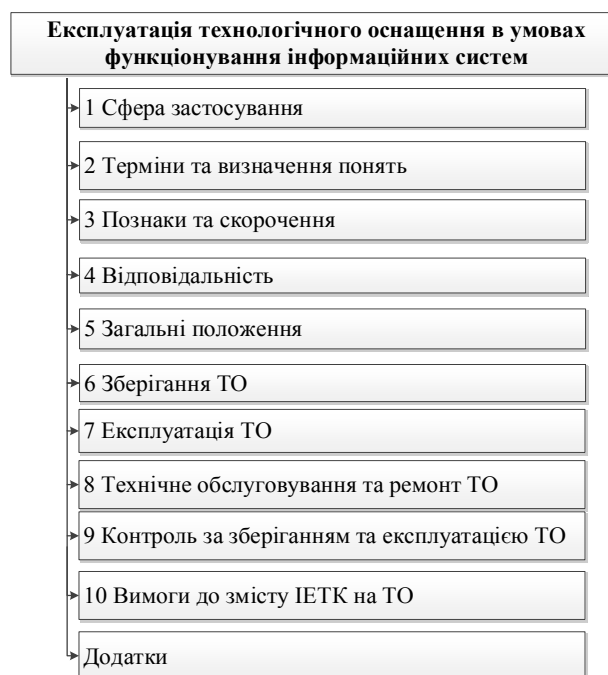 Експлуатація технологічного оснащення в умовах
функціонування інформаційних систем
1 Сфера застосування
2 Терміни та визначення понять
3 Познаки та скорочення
4 Відповідальність
5 Загальні положення
6 Зберігання ТО
7 Експлуатація ТО
8 Технічне обслуговування та ремонт ТО
9 Контроль за зберіганням та експлуатацією ТО
10 Вимоги до змісту ІЕТК на ТО
Додатки